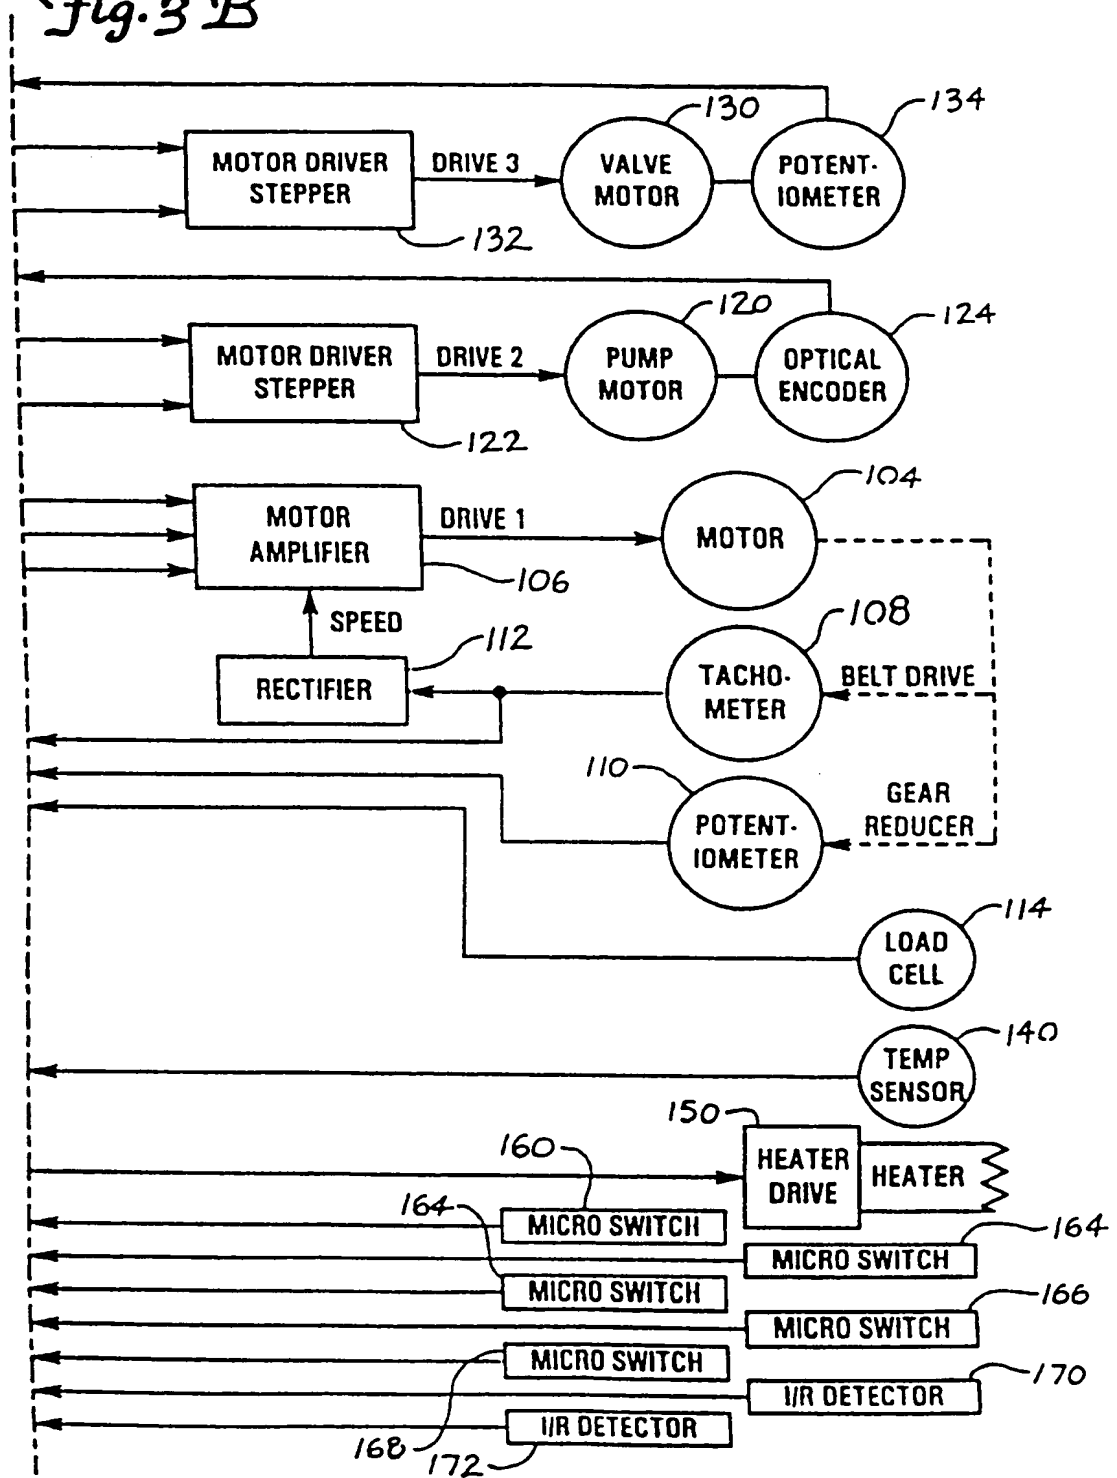 Fig. 3 B
130
134
MOTOR DRIVER
STEPPER
DRIVE 3
VALVE
MOTOR
POTENT-
IOMETER
132
120
124
MOTOR DRIVER
STEPPER
DRIVE 2
PUMP
MOTOR
OPTICAL
ENCODER
122
104
MOTOR
AMPLIFIER
DRIVE 1
MOTOR
106
SPEED
108
112
RECTIFIER
TACHO-
METER
BELT DRIVE
110
POTENT-
IOMETER
GEAR
REDUCER
114
LOAD
CELL
140
TEMP
SENSOR
150
HEATER
DRIVE
HEATER
160
MICRO SWITCH
164
MICRO SWITCH
164
MICRO SWITCH
166
MICRO SWITCH
MICRO SWITCH
168
170
I/R DETECTOR
I/R DETECTOR
172